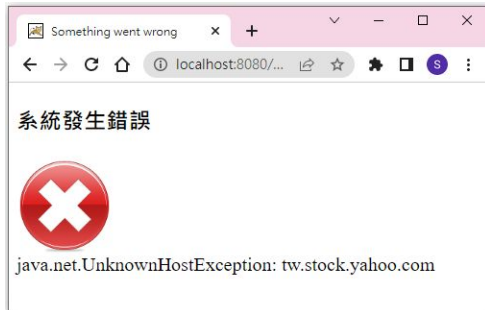 Something went wrong
localhost:8080/...
S
系統發生錯誤
java.net.UnknownHostException: tw.stock.yahoo.com